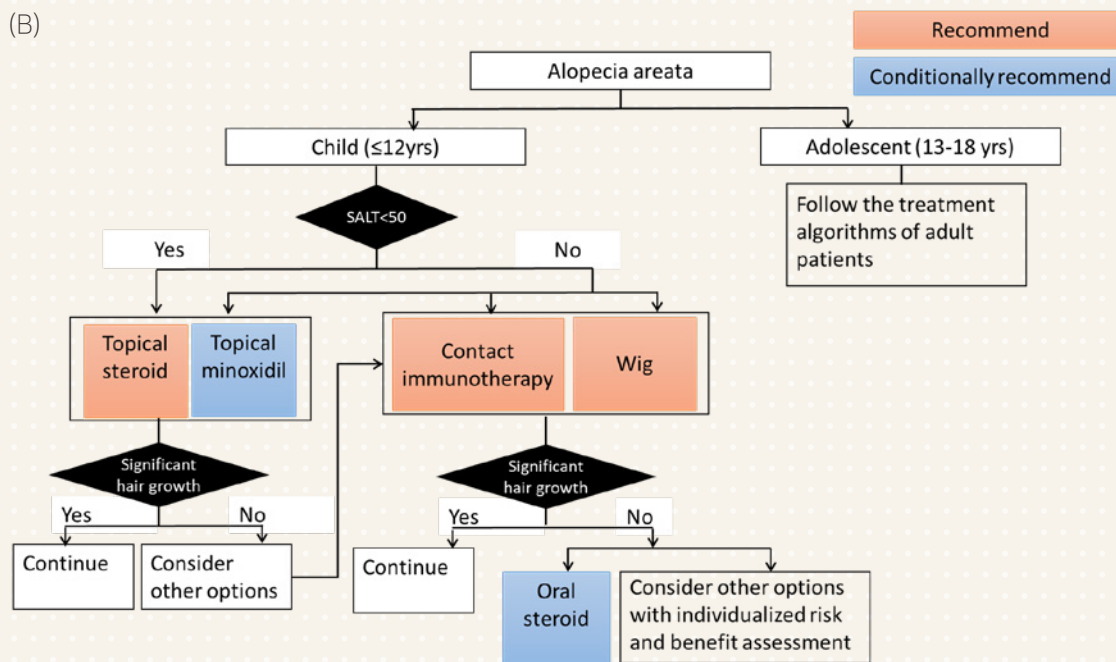 (B)
Recommend
Conditionally recommend
Alopecia areata
Child (≤12yrs)
Adolescent (13-18 yrs)
SALT<50
Follow the treatment
algorithms of adult
patients
Yes
No
Topical
steroid
Topical
minoxidil
Contact
immunotherapy
Wig
Significant
hair growth
Yes
No
Continue
Consider
other options
Significant
hair growth
Yes
No
Continue
Oral
steroid
Consider other options
with individualized risk
and benefit assessment